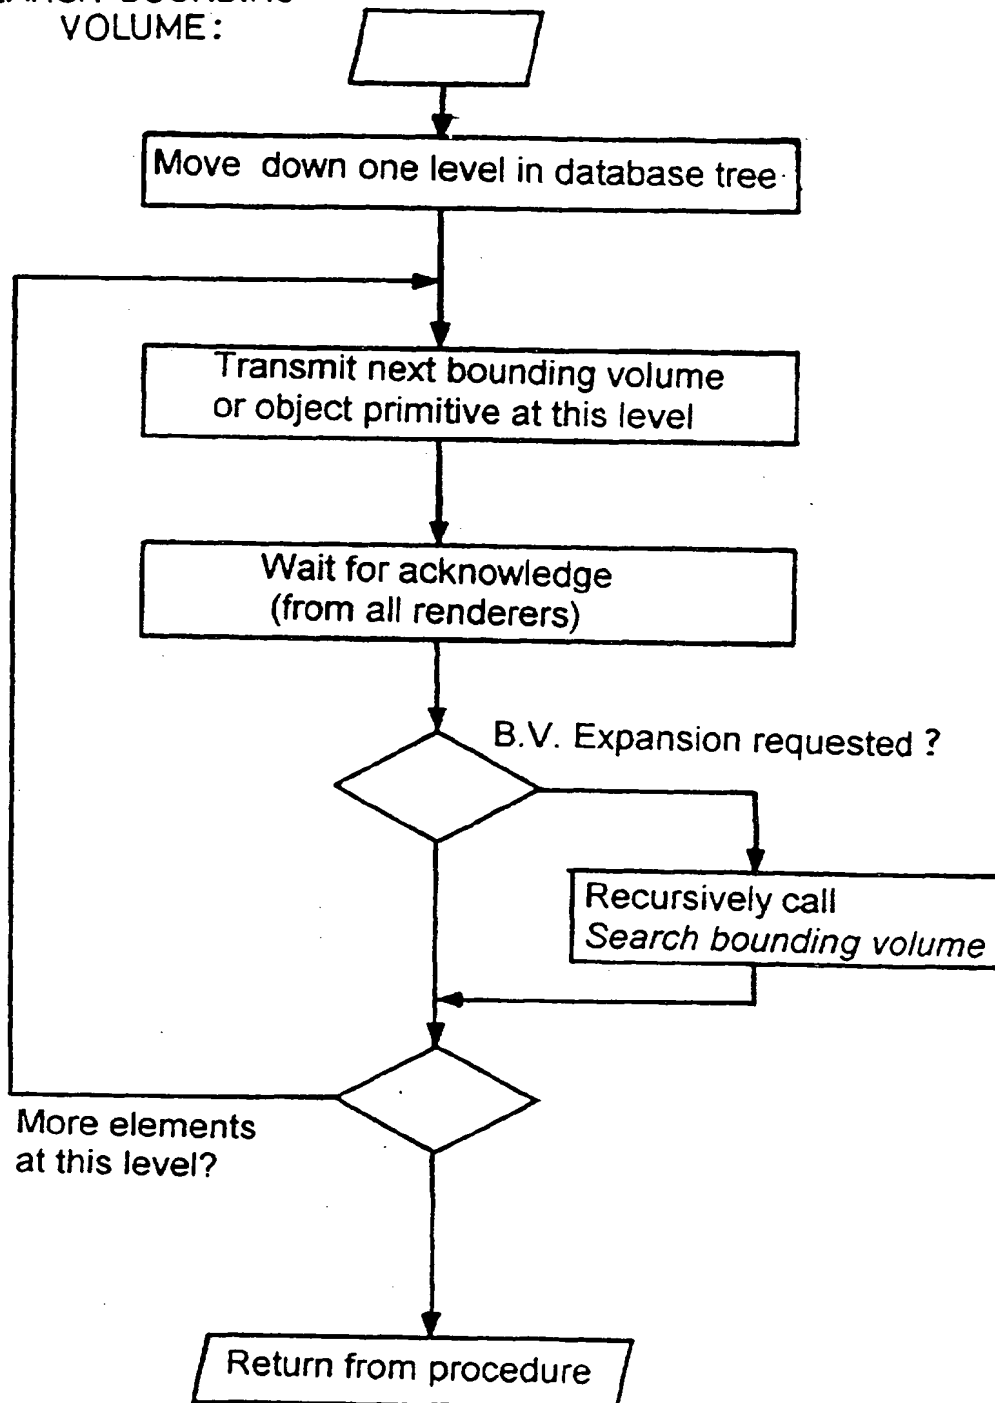 VOLUME:
Move down one level in database tree
Transmit next bounding volume
or object primitive at this level
Wait for acknowledge
(from all renderers)
B.V. Expansion requested ?
Recursively call
Search bounding volume
More elements
at this level?
Return from procedure